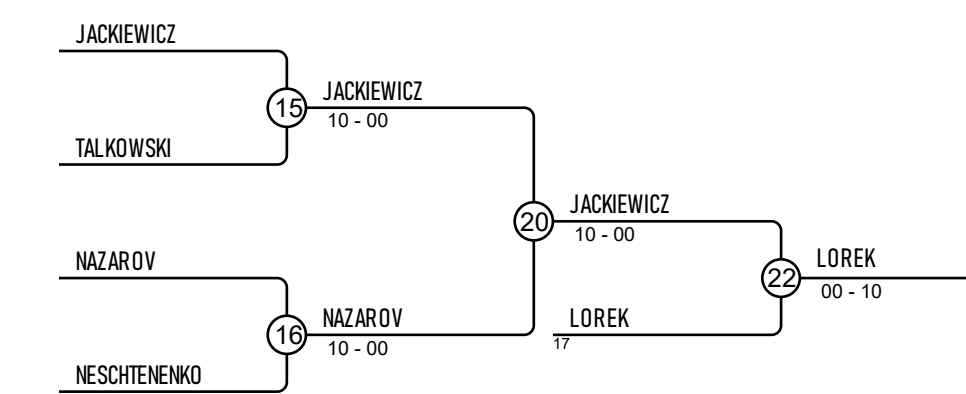 JACKIEWICZ
15
JACKIEWICZ
10 - 00
TALKOWSKI
20
JACKIEWICZ
10 - 00
NAZAROV
22
LOREK
00 - 10
16
NAZAROV
10 - 00
LOREK
17
NESCHTENENKO